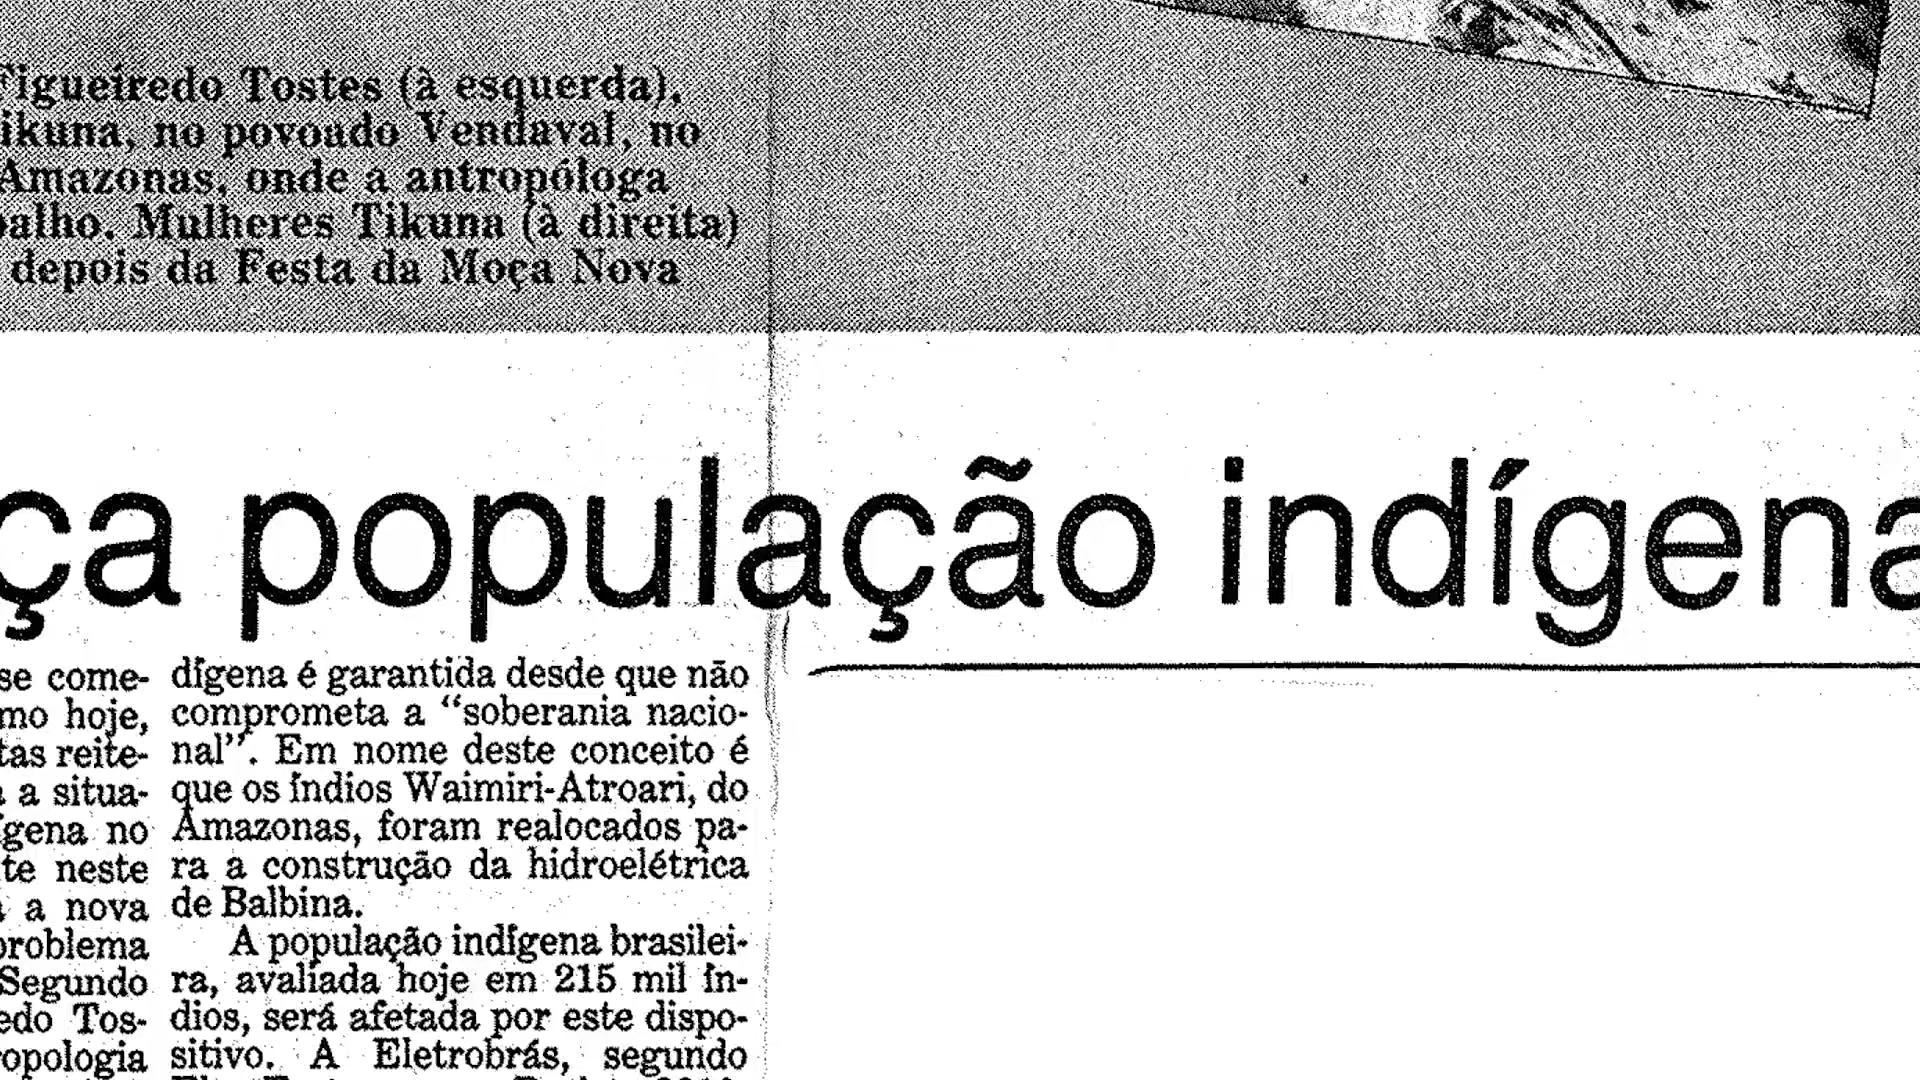 Figueiredo Tostes (à esquerda),
ikuna, no povoado Vendaval, no
Amazonas, onde a antropóloga
balho. Mulheres Tikuna (à direita)
depois da Festa da Moça Nova
ça população indígena
se come-
mo hoje,
tas reite-
a a situa-
ígena no
te neste
a a nova
problema
Segundo
edo Tos-
ropologia
dígena é garantida desde que não
comprometa a “soberania nacio-
nal”. Em nome deste conceito é
que os índios Waimiri-Atroari, do
Amazonas, foram realocados pa-
ra a construção da hidroelétrica
de Balbina.
A população indígena brasilei-
ra, avaliada hoje em 215 mil ín-
dios, será afetada por este dispo-
sitivo. A Eletrobrás, segundo